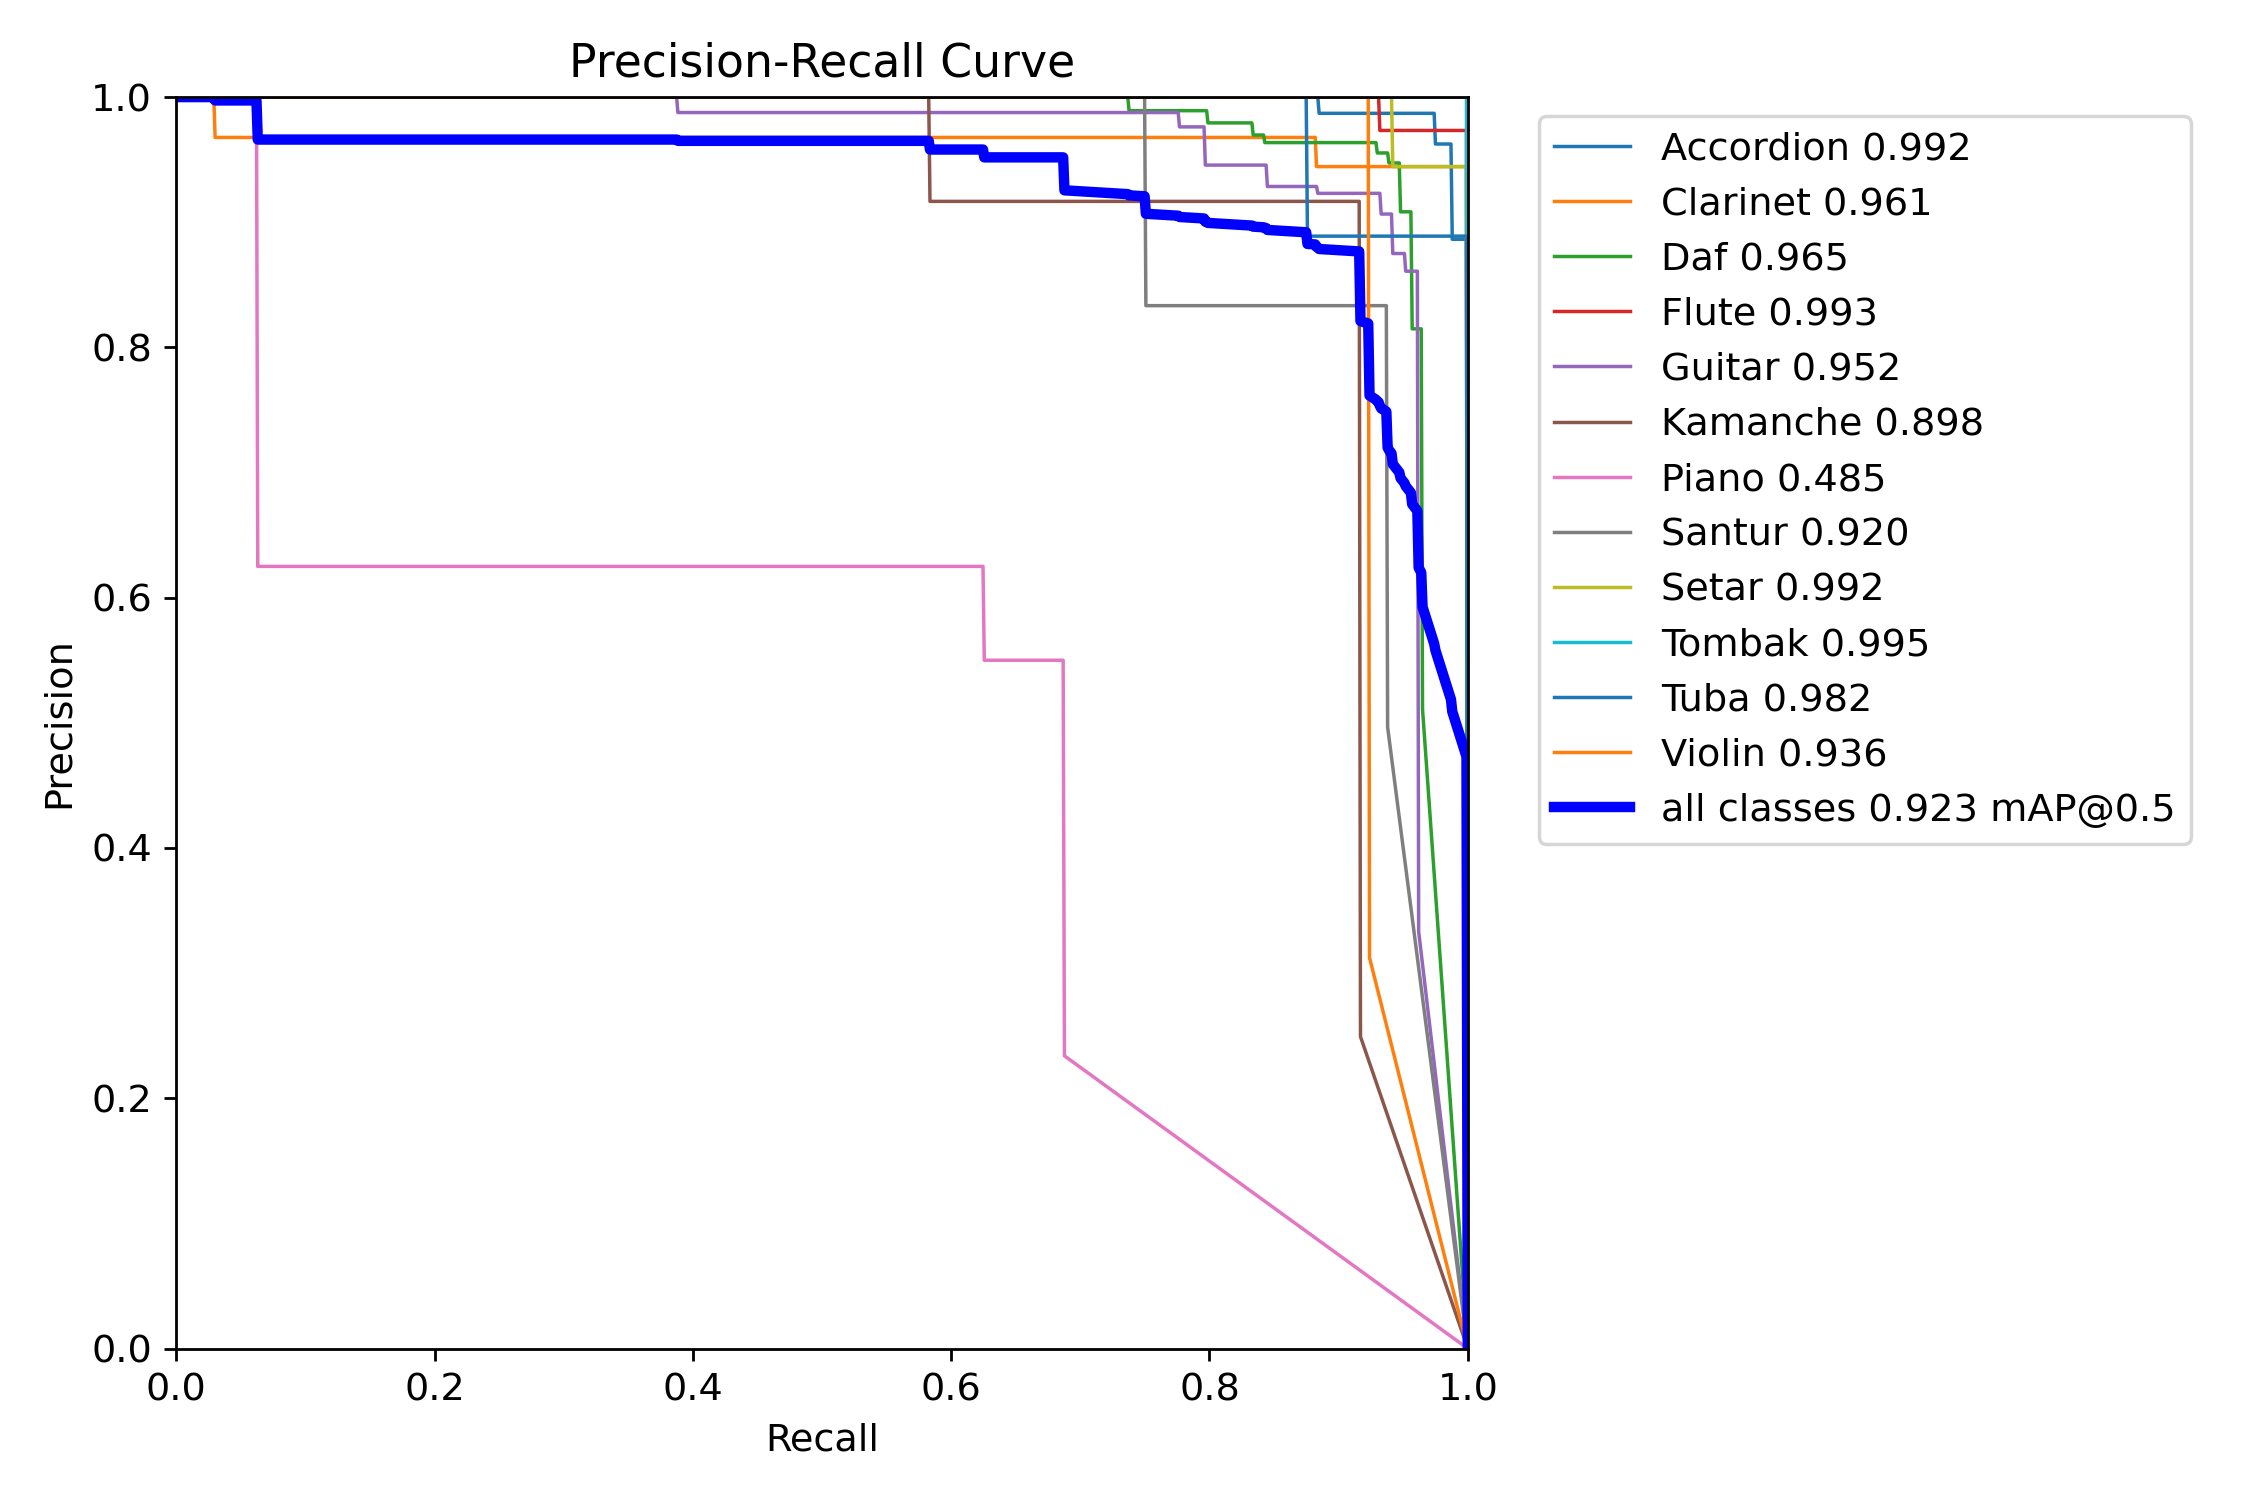 Precision-Recall Curve
1.0
0.8
0.6
0.4
0.2
0.0
Precision
0.0 0.2 0.4 0.6 0.8 1.0
Recall
Accordion 0.992
Clarinet 0.961
Daf 0.965
Flute 0.993
Guitar 0.952
Kamanche 0.898
Piano 0.485
Santur 0.920
Setar 0.992
Tombak 0.995
Tuba 0.982
Violin 0.936
all classes 0.923 mAP@0.5